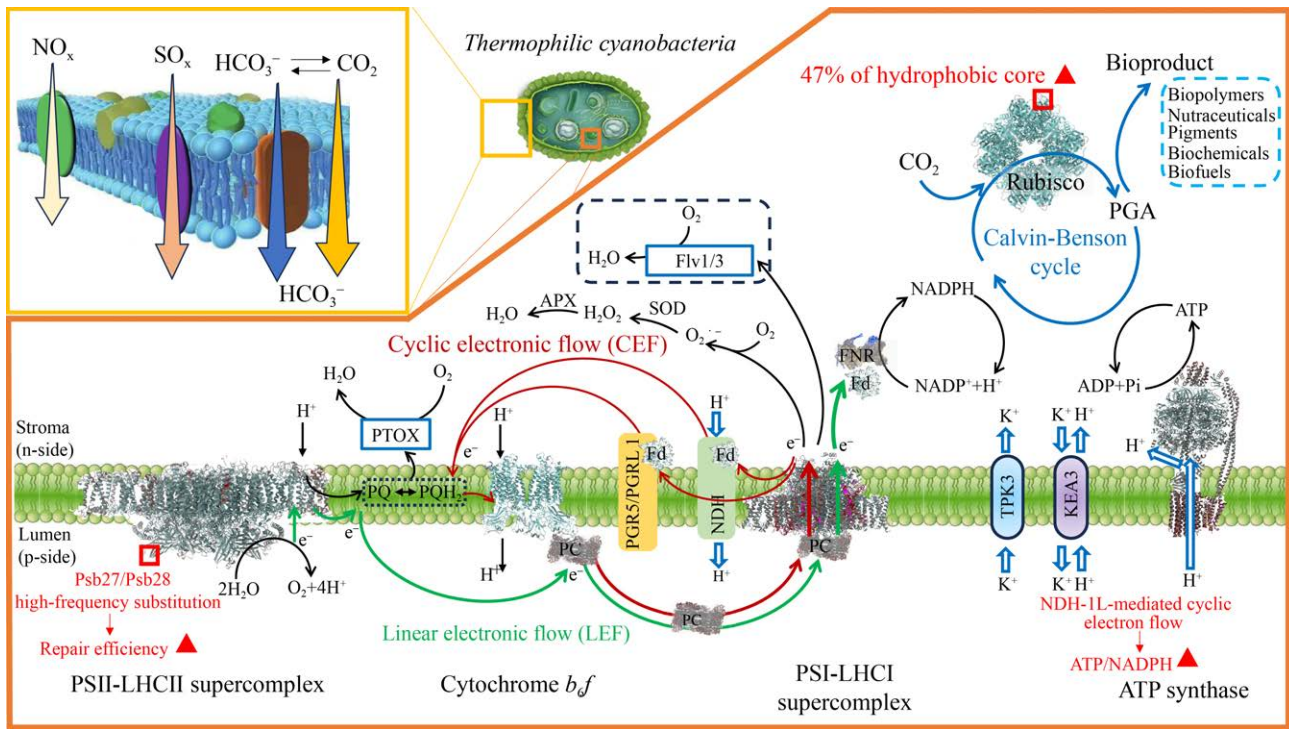 NOₓ
SOₓ
HCO₃⁻ ⇌ CO₂
HCO₃⁻
Thermophilic cyanobacteria
47% of hydrophobic core ▲
Bioproduct
Biopolymers
Nutraceuticals
Pigments
Biochemicals
Biofuels
CO₂
Rubisco
PGA
Calvin-Benson
cycle
O₂
H₂O
Flv1/3
H₂O
APX
H₂O₂
SOD
O₂·⁻
O₂
Cyclic electronic flow (CEF)
NADPH
FNR
Fd
NADP⁺+H⁺
ATP
ADP+Pi
H₂O
O₂
PTOX
H⁺
H⁺
e⁻
H⁺
e⁻
e⁻
K⁺
K⁺
H⁺
H⁺
Stroma
(n-side)
Lumen
(p-side)
PQ
PQH₂
PGR5/PGRL 1
Fd
NDH
Fd
TPK3
KEA3
e⁻
e⁻
PC
e⁻
PC
PC
H⁺
H⁺
K⁺
K⁺
H⁺
H⁺
2H₂O
O₂+4H⁺
Psb27/Psb28
high-frequency substitution
Repair efficiency ▲
Linear electronic flow (LEF)
NDH-1L-mediated cyclic
electron flow
ATP/NADPH ▲
PSII-LHCII supercomplex
Cytochrome b₆f
PSI-LHCI
supercomplex
ATP synthase